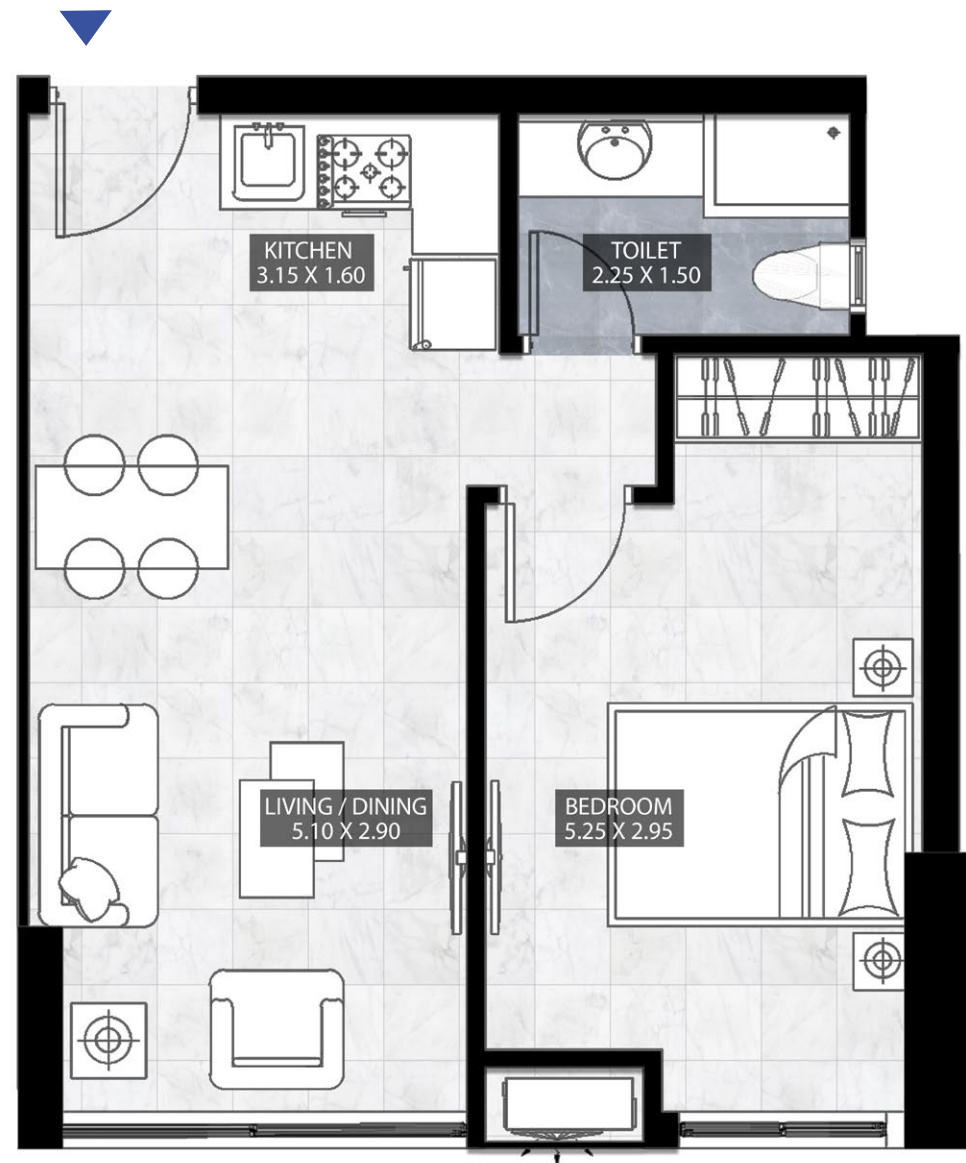 KITCHEN
3.15 X 1.60
TOILET
2.25 X 1.50
LIVING / DINING
5.10 X 2.90
BEDROOM
5.25 X 2.95